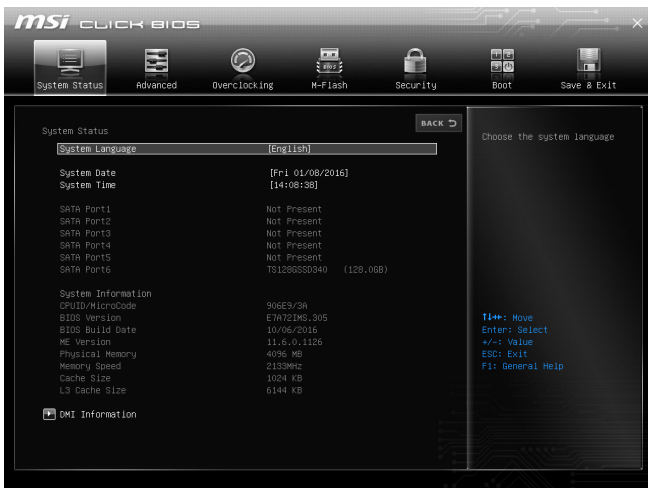 msi CLICK BIOS
System Status
Advanced
Overclocking
M-Flash
Security
Boot
Save & Exit
System Status
BACK
System Language [English]
System Date [Fri 01/08/2016]
System Time [14:08:38]
SATA Port1 Not Present
SATA Port2 Not Present
SATA Port3 Not Present
SATA Port4 Not Present
SATA Port5 Not Present
SATA Port6 TS128GSSD340 (128.0GB)
System Information
CPUID/MicroCode 906E9/3A
BIOS Version E7A72IMS.305
BIOS Build Date 10/06/2016
ME Version 11.6.0.1126
Physical Memory 4096 MB
Memory Speed 2133MHz
Cache Size 1024 KB
L3 Cache Size 6144 KB
DMI Information
Choose the system language
↑↓→←: Move
Enter: Select
+/-: Value
ESC: Exit
F1: General Help